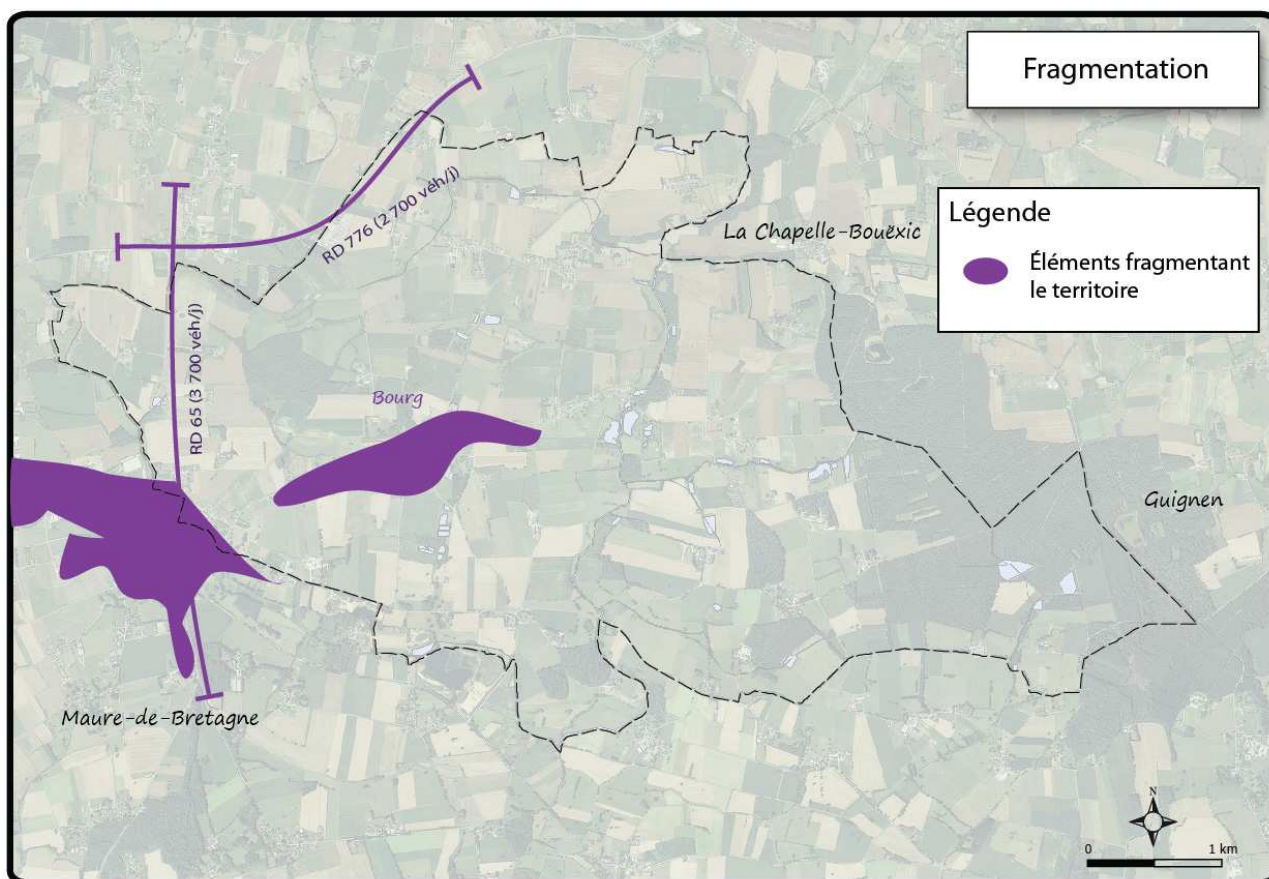 Fragmentation
Légende
Éléments fragmentant
le territoire
RD 776 (2 700 véh/j)
La Chapelle-Bouëxic
RD 65 (3 700 véh/j)
Bourg
Guignen
Maure-de-Bretagne
N
0 1 km